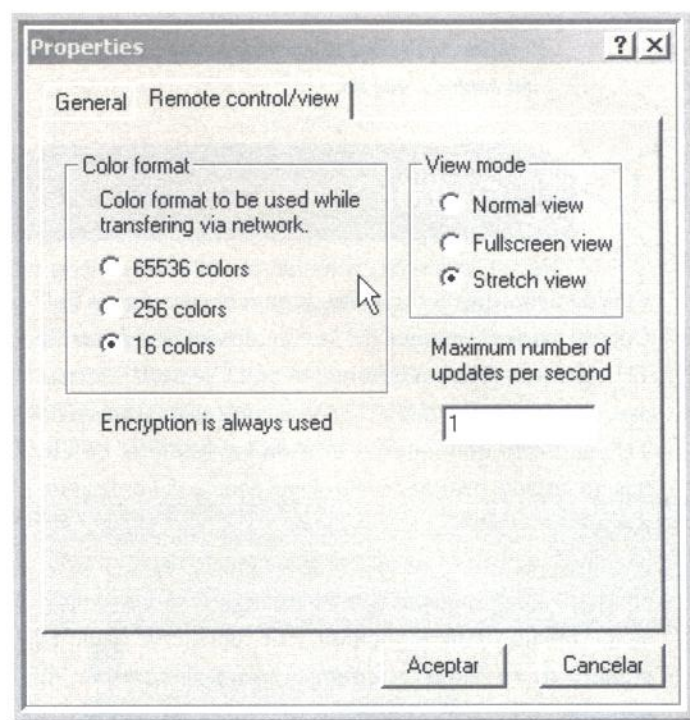 Properties
General
Remote control/view
Color format
Color format to be used while
transfering via network.
65536 colors
256 colors
16 colors
Encryption is always used
View mode
Normal view
Fullscreen view
Stretch view
Maximum number of
updates per second
1
Aceptar
Cancelar